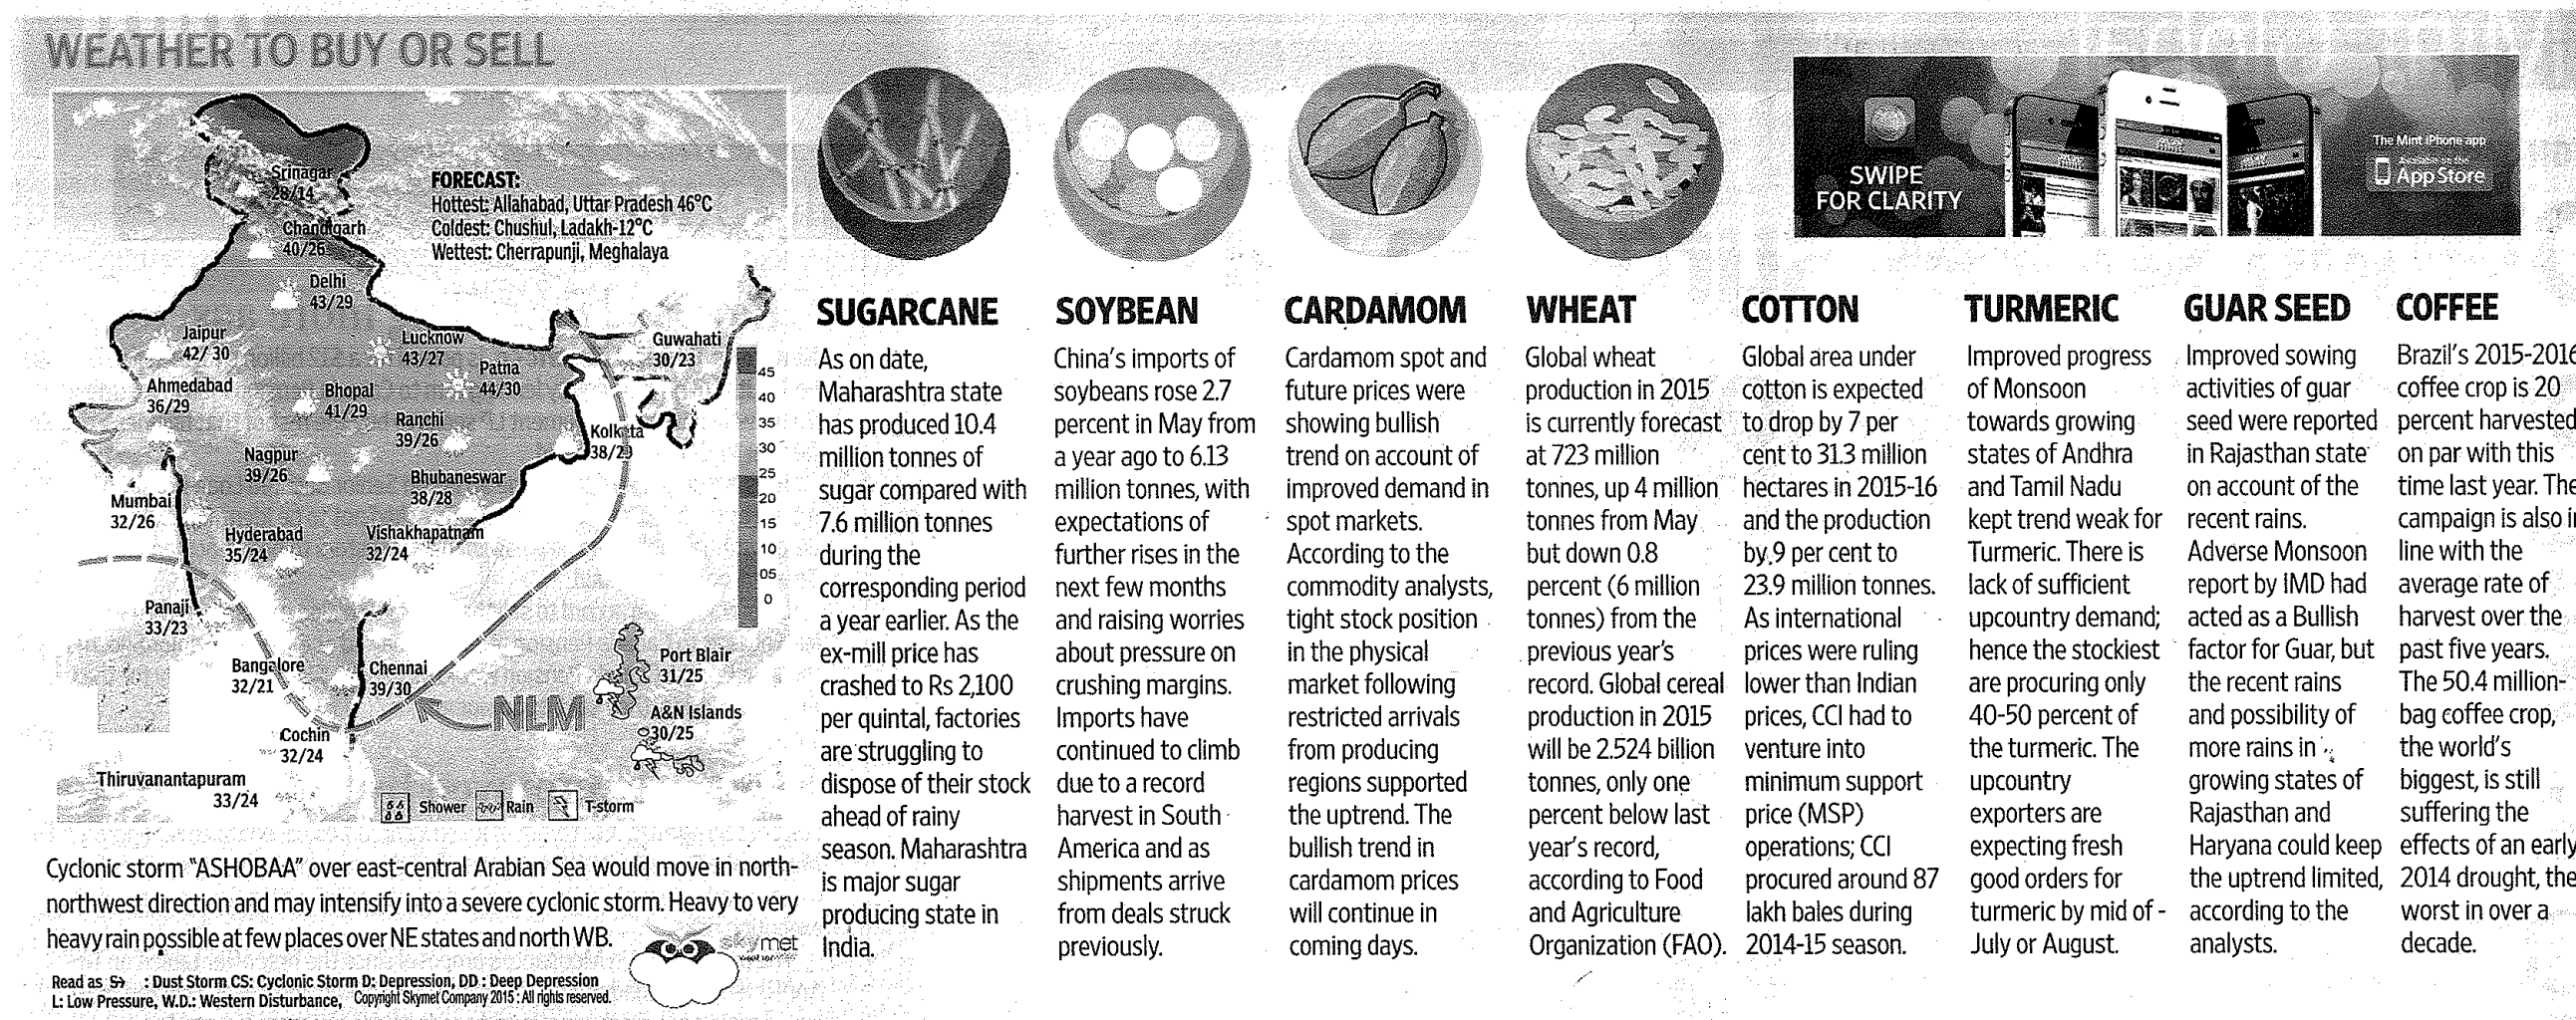 WEATHER TO BUY OR SELL
FORECAST:
Hottest: Allahabad, Uttar Pradesh 46°C
Coldest: Chushul, Ladakh-12°C
Wettest: Cherrapunji, Meghalaya
Srinagar
28/14
Chandigarh
40/26
Delhi
43/29
Jaipur
42/30
Lucknow
43/27
Guwahati
30/23
Patna
44/30
Ahmedabad
36/29
Bhopal
41/29
Ranchi
39/26
Kolkata
Nagpur
39/26
Bhubaneswar
38/28
Mumbai
32/26
Hyderabad
35/24
Vishakhapatnam
32/24
Panaji
33/23
Bangalore
32/21
Chennai
39/30
Port Blair
31/25
NLM
A&N Islands
30/25
Cochin
32/24
Thiruvanantapuram
33/24
45
40
35
30
25
20
15
10
05
0
Shower Rain T-storm
Cyclonic storm "ASHOBAA" over east-central Arabian Sea would move in north-
northwest direction and may intensify into a severe cyclonic storm. Heavy to very
heavy rain possible at few places over NE states and north WB.
skymet
Read as : Dust Storm CS: Cyclonic Storm D: Depression, DD : Deep Depression
L: Low Pressure, W.D.: Western Disturbance, Copyright Skymet Company 2015 : All rights reserved.
SWIPE
FOR CLARITY
The Mint iPhone app
Available on the
App Store
SUGARCANE
As on date,
Maharashtra state
has produced 10.4
million tonnes of
sugar compared with
7.6 million tonnes
during the
corresponding period
a year earlier. As the
ex-mill price has
crashed to Rs 2,100
per quintal, factories
are struggling to
dispose of their stock
ahead of rainy
season. Maharashtra
is major sugar
producing state in
India.
SOYBEAN
China's imports of
soybeans rose 2.7
percent in May from
a year ago to 6.13
million tonnes, with
expectations of
further rises in the
next few months
and raising worries
about pressure on
crushing margins.
Imports have
continued to climb
due to a record
harvest in South
America and as
shipments arrive
from deals struck
previously.
CARDAMOM
Cardamom spot and
future prices were
showing bullish
trend on account of
improved demand in
spot markets.
According to the
commodity analysts,
tight stock position
in the physical
market following
restricted arrivals
from producing
regions supported
the uptrend. The
bullish trend in
cardamom prices
will continue in
coming days.
WHEAT
Global wheat
production in 2015
is currently forecast
at 723 million
tonnes, up 4 million
tonnes from May
but down 0.8
percent (6 million
tonnes) from the
previous year's
record. Global cereal
production in 2015
will be 2.524 billion
tonnes, only one
percent below last
year's record,
according to Food
and Agriculture
Organization (FAO).
COTTON
Global area under
cotton is expected
to drop by 7 per
cent to 31.3 million
hectares in 2015-16
and the production
by 9 per cent to
23.9 million tonnes.
As international
prices were ruling
lower than Indian
prices, CCI had to
venture into
minimum support
price (MSP)
operations; CCI
procured around 87
lakh bales during
2014-15 season.
TURMERIC
Improved progress
of Monsoon
towards growing
states of Andhra
and Tamil Nadu
kept trend weak for
Turmeric. There is
lack of sufficient
upcountry demand;
hence the stockiest
are procuring only
40-50 percent of
the turmeric. The
upcountry
exporters are
expecting fresh
good orders for
turmeric by mid of -
July or August.
GUAR SEED
Improved sowing
activities of guar
seed were reported
in Rajasthan state
on account of the
recent rains.
Adverse Monsoon
report by IMD had
acted as a Bullish
factor for Guar, but
the recent rains
and possibility of
more rains in
growing states of
Rajasthan and
Haryana could keep
the uptrend limited,
according to the
analysts.
COFFEE
Brazil's 2015-2016
coffee crop is 20
percent harvested
on par with this
time last year. The
campaign is also in
line with the
average rate of
harvest over the
past five years.
The 50.4 million-
bag coffee crop,
the world's
biggest, is still
suffering the
effects of an early
2014 drought, the
worst in over a
decade.